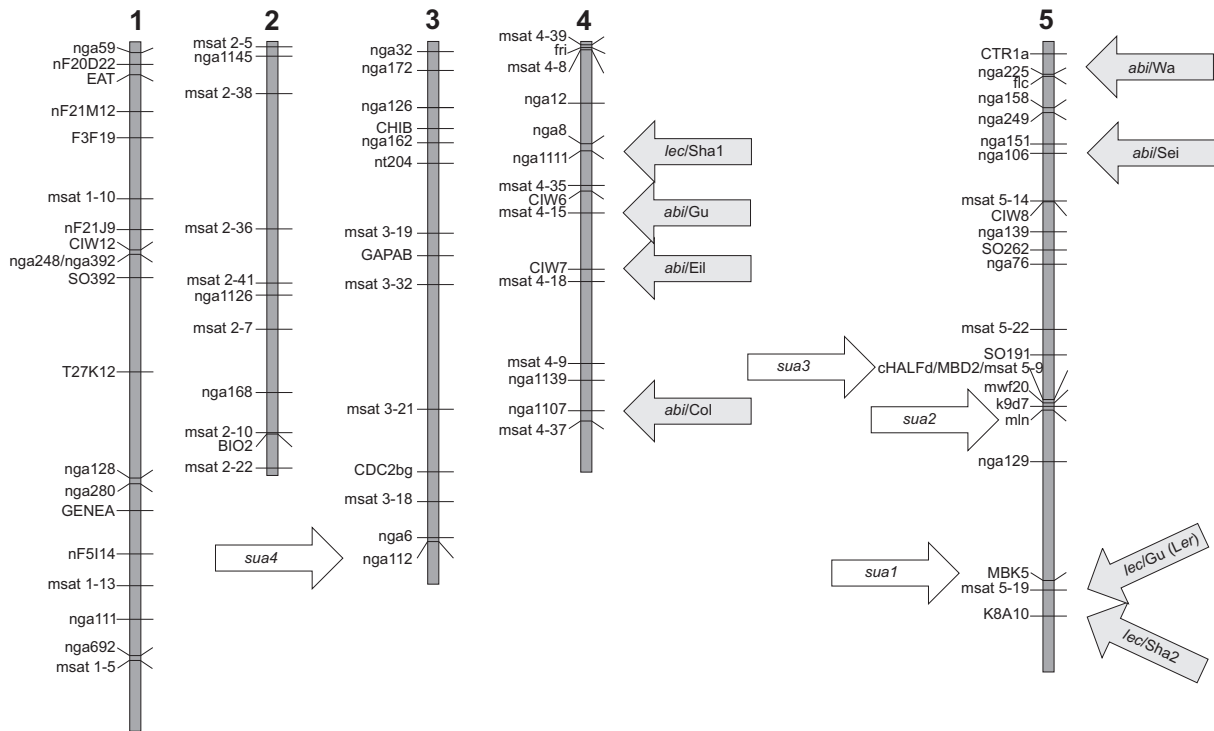 1
nga59
nF20D22
EAT
nF21M12
F3F19
msat 1-10
nF21J9
CIW12
nga248/nga392
SO392
T27K12
nga128
nga280
GENEA
nF5I14
msat 1-13
nga111
nga692
msat 1-5
2
msat 2-5
nga1145
msat 2-38
msat 2-36
msat 2-41
nga1126
msat 2-7
nga168
msat 2-10
BIO2
msat 2-22
3
nga32
nga172
nga126
CHIB
nga162
nt204
msat 3-19
GAPAB
msat 3-32
msat 3-21
CDC2bg
msat 3-18
nga6
nga112
sua4
4
msat 4-39
fri
msat 4-8
nga12
nga8
nga1111
msat 4-35
CIW6
msat 4-15
CIW7
msat 4-18
msat 4-9
nga1139
nga1107
msat 4-37
lec/Sha1
abi/Gu
abi/Eil
abi/Col
5
CTR1a
nga225
flc
nga158
nga249
nga151
nga106
msat 5-14
CIW8
nga139
SO262
nga76
msat 5-22
SO191
cHALFd/MBD2/msat 5-9
mwf20
k9d7
mln
nga129
MBK5
msat 5-19
K8A10
sua3
sua2
sua1
abi/Wa
abi/Sei
lec/Gu (Ler)
lec/Sha2